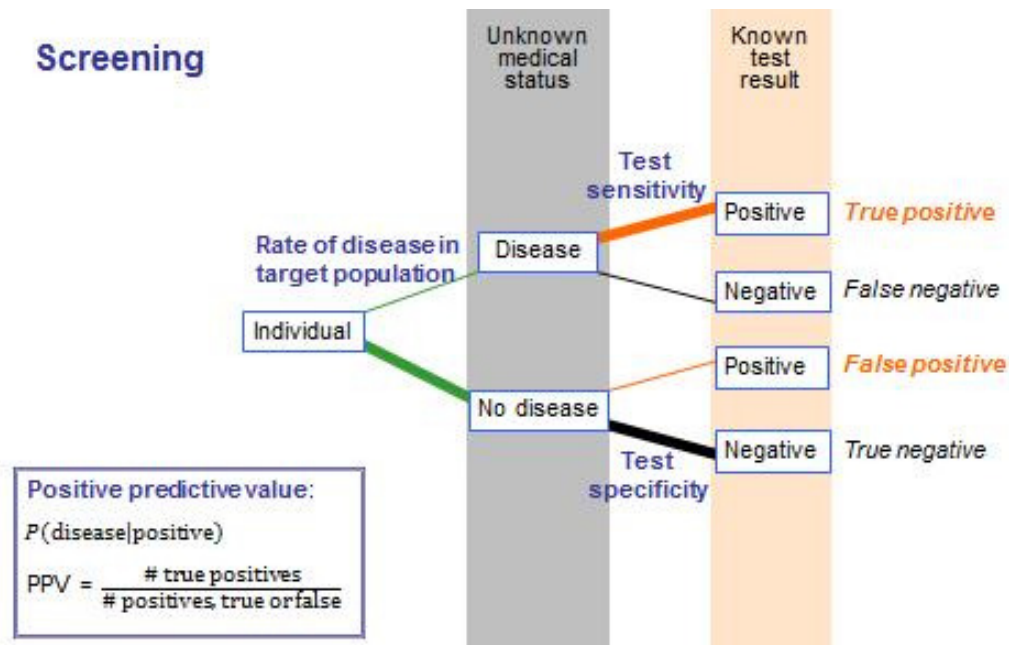 Screening
Unknown
medical
status
Known
test
result
Test
sensitivity
Positive
True positive
Rate of disease in
target population
Disease
Negative
False negative
Individual
Positive
False positive
No disease
Negative
True negative
Test
specificity
Positive predictive value:
P(disease|positive)
PPV = # true positives
# positives, true or false